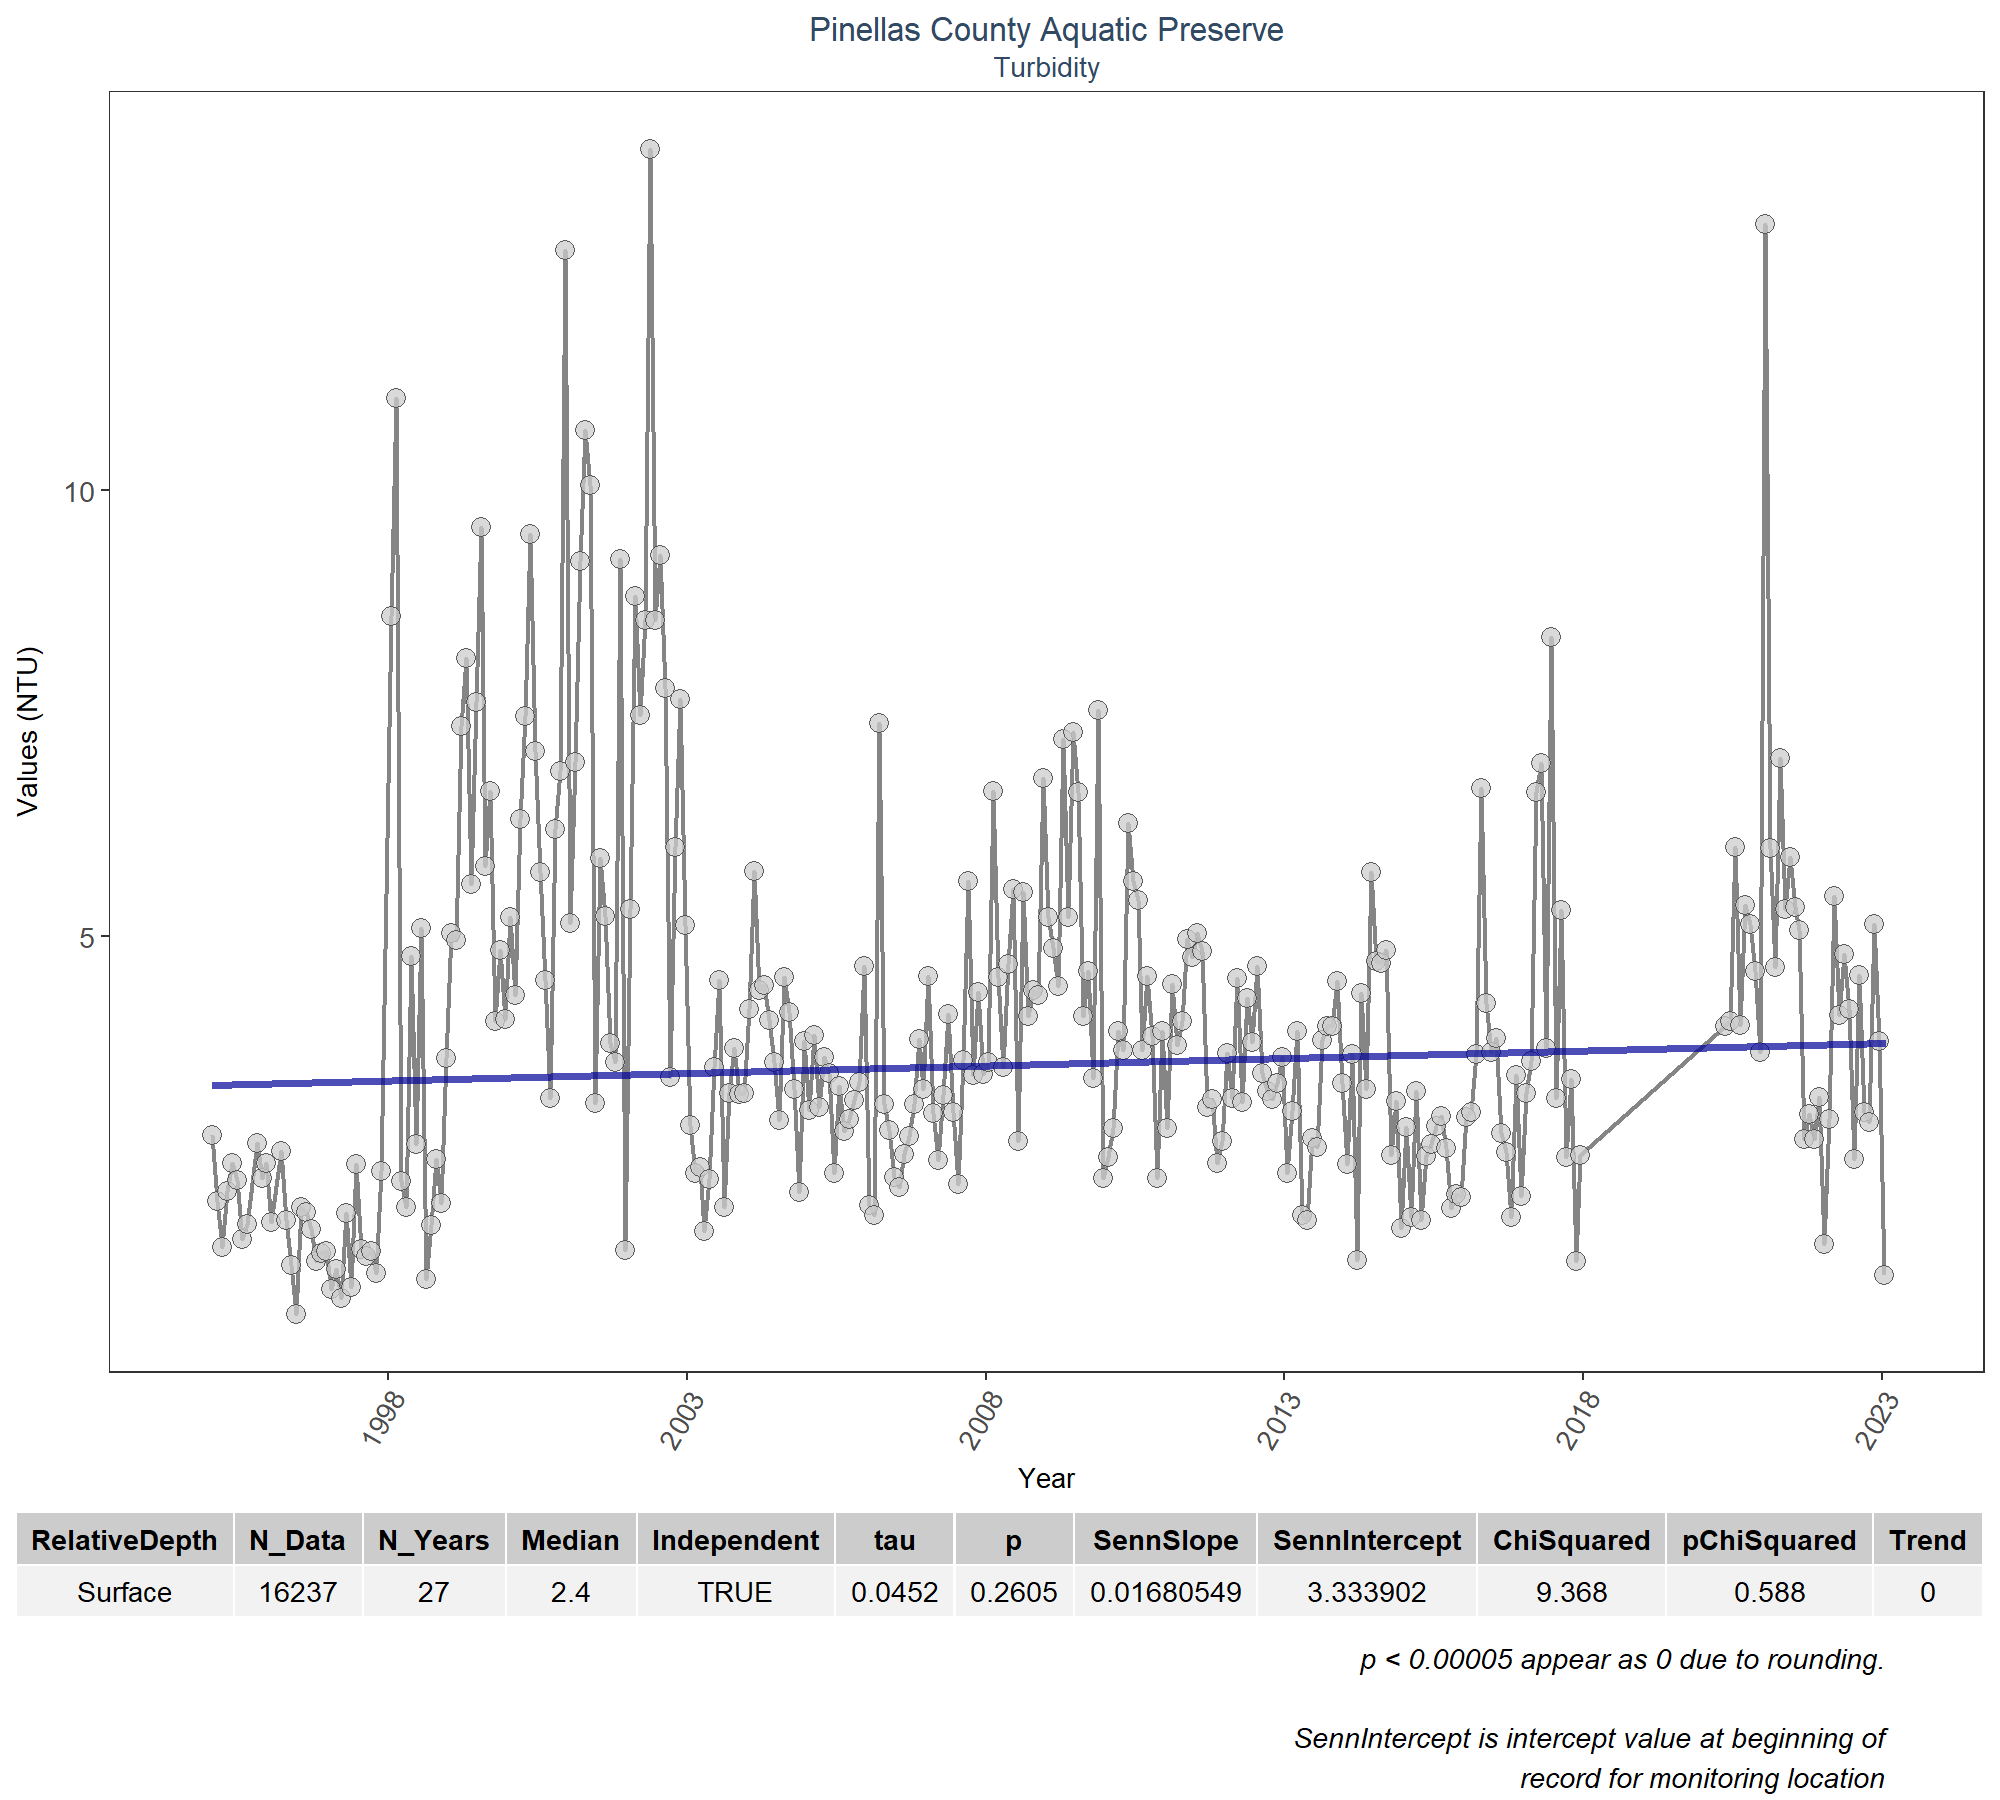 Pinellas County Aquatic Preserve
Turbidity
Values (NTU)
10
5
1998 2003 2008 2013 2018 2023
Year
RelativeDepth N_Data N_Years Median Independent tau p SennSlope SennIntercept ChiSquared pChiSquared Trend
Surface 16237 27 2.4 TRUE 0.0452 0.2605 0.01680549 3.333902 9.368 0.588 0
p < 0.00005 appear as 0 due to rounding.
SennIntercept is intercept value at beginning of
record for monitoring location